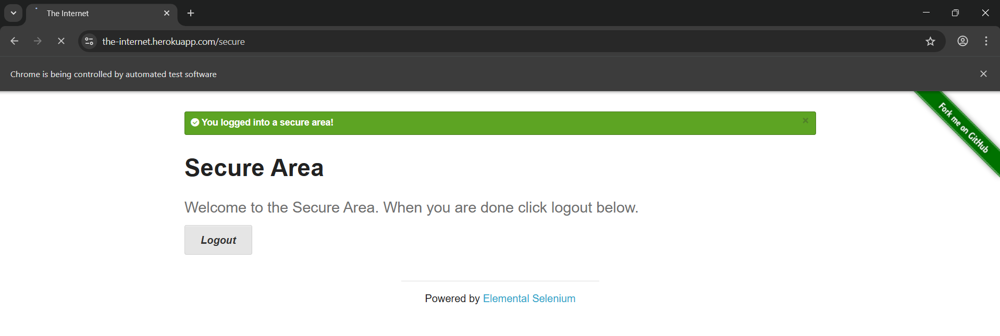 The Internet
the-internet.herokuapp.com/secure
Chrome is being controlled by automated test software
Fork me on GitHub
You logged into a secure area!
Secure Area
Welcome to the Secure Area. When you are done click logout below.
Logout
Powered by Elemental Selenium